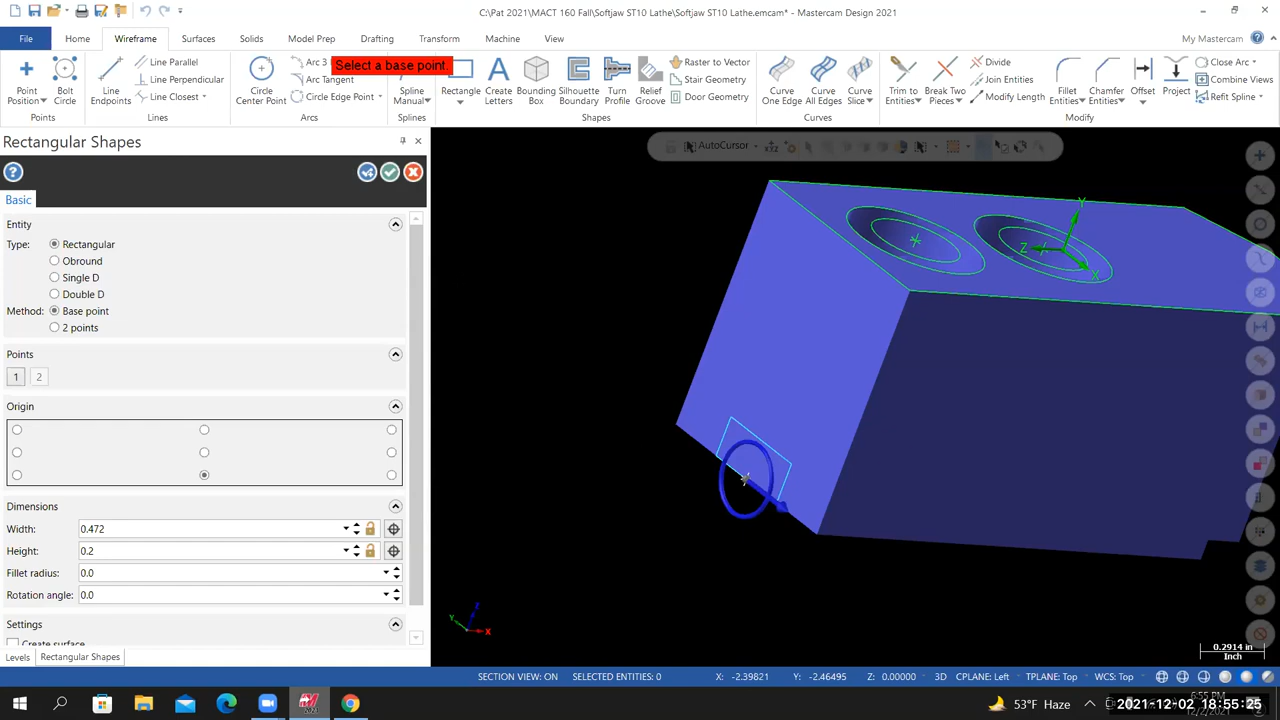 C:\Pat 2021\MACT 160 Fall\Softjaw ST10 Lathe\Softjaw ST10 Lathe.emcam* - Mastercam Design 2021
File
Home
Wireframe
Surfaces
Solids
Model Prep
Drafting
Transform
Machine
View
My Mastercam
Point Position
Bolt Circle
Points
Line Endpoints
Line Parallel
Line Perpendicular
Line Closest
Lines
Circle Center Point
Arc 3
Select a base point.
Arc Tangent
Circle Edge Point
Arcs
Spline Manual
Splines
Rectangle
Create Letters
Bounding Box
Silhouette Boundary
Turn Profile
Relief Groove
Raster to Vector
Stair Geometry
Door Geometry
Shapes
Curve One Edge
Curve All Edges
Curve Slice
Curves
Trim to Entities
Break Two Pieces
Divide
Join Entities
Modify Length
Fillet Entities
Chamfer Entities
Offset
Project
Close Arc
Combine Views
Refit Spline
Modify
Rectangular Shapes
Basic
Entity
Type:
Rectangular
Obround
Single D
Double D
Method:
Base point
2 points
Points
1
2
Origin
Dimensions
Width: 0.472
Height: 0.2
Fillet radius: 0.0
Rotation angle: 0.0
Settings
Create surface
Levels
Rectangular Shapes
AutoCursor
Y
Z
X
Z
Y
X
0.2914 in
Inch
SECTION VIEW: ON
SELECTED ENTITIES: 0
X: -2.39821
Y: -2.46495
Z: 0.00000
3D
CPLANE: Top
TPLANE: Top
WCS: Top
53°F Haze
6:55 PM
12/2/2021
2021-12-02 18:55:25